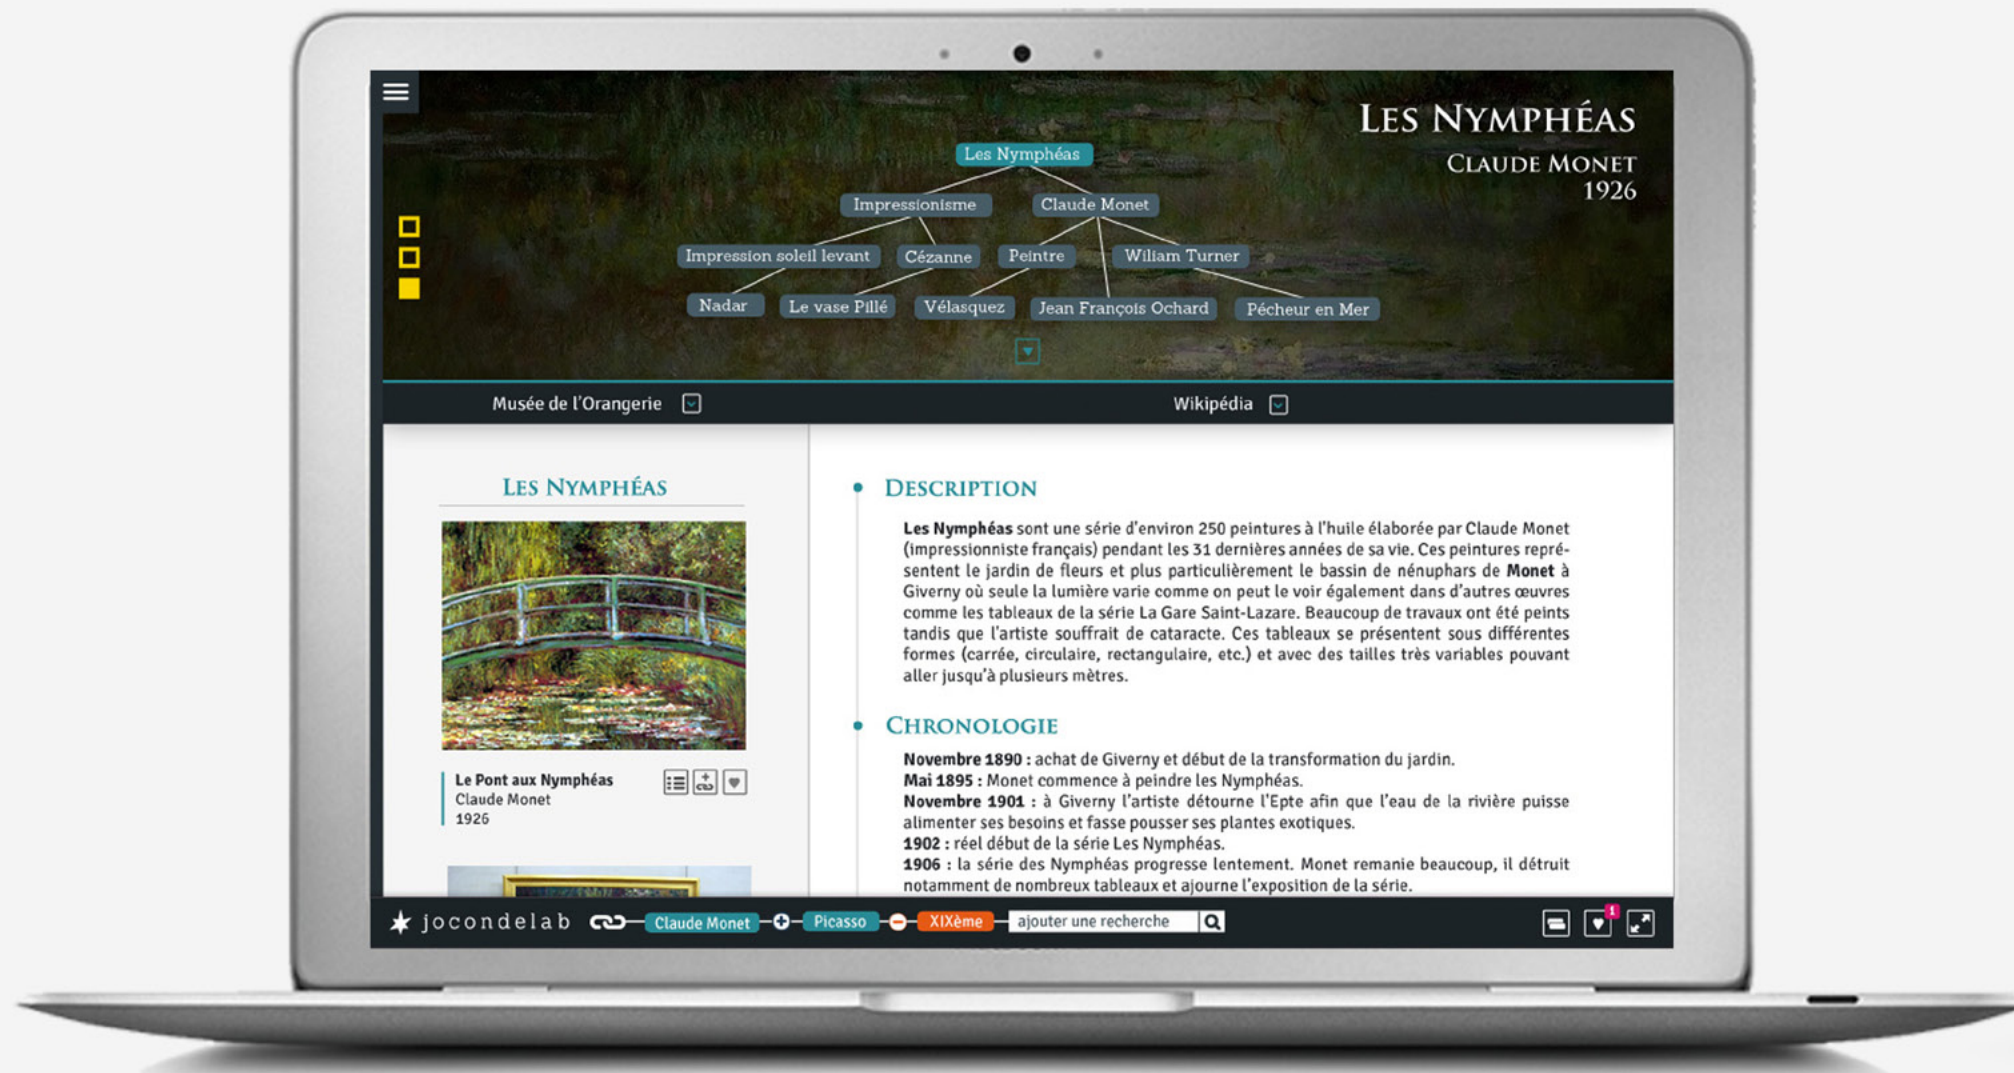 LES NYMPHÉAS
CLAUDE MONET
1926
Les Nymphéas
Impressionisme
Claude Monet
Impression soleil levant
Cézanne
Peintre
Wiliam Turner
Nadar
Le vase Pillé
Vélasquez
Jean François Ochard
Pécheur en Mer
Musée de l'Orangerie
Wikipédia
LES NYMPHÉAS
Le Pont aux Nymphéas
Claude Monet
1926
DESCRIPTION
Les Nymphéas sont une série d'environ 250 peintures à l'huile élaborée par Claude Monet
(impressionniste français) pendant les 31 dernières années de sa vie. Ces peintures repré-
sentent le jardin de fleurs et plus particulièrement le bassin de nénuphars de Monet à
Giverny où seule la lumière varie comme on peut le voir également dans d'autres œuvres
comme les tableaux de la série La Gare Saint-Lazare. Beaucoup de travaux ont été peints
tandis que l'artiste souffrait de cataracte. Ces tableaux se présentent sous différentes
formes (carrée, circulaire, rectangulaire, etc.) et avec des tailles très variables pouvant
aller jusqu'à plusieurs mètres.
CHRONOLOGIE
Novembre 1890 : achat de Giverny et début de la transformation du jardin.
Mai 1895 : Monet commence à peindre les Nymphéas.
Novembre 1901 : à Giverny l'artiste détourne l'Epte afin que l'eau de la rivière puisse
alimenter ses besoins et fasse pousser ses plantes exotiques.
1902 : réel début de la série Les Nymphéas.
1906 : la série des Nymphéas progresse lentement. Monet remanie beaucoup, il détruit
notamment de nombreux tableaux et ajourne l'exposition de la série.
jocondelab
Claude Monet
Picasso
XIXème
ajouter une recherche
1